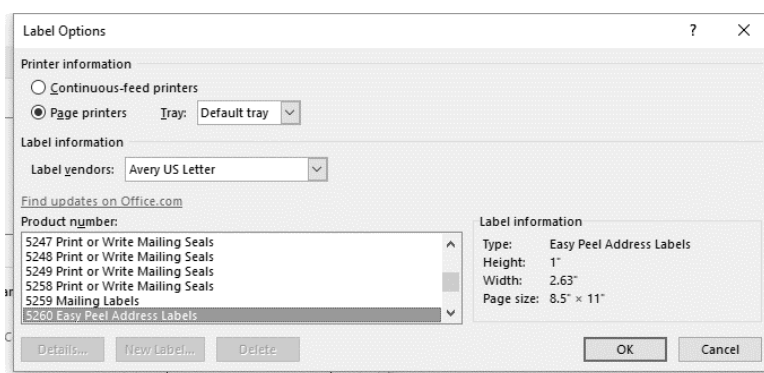 Label Options
Printer information
Continuous-feed printers
Page printers Tray: Default tray
Label information
Label vendors: Avery US Letter
Find updates on Office.com
Product number:
5247 Print or Write Mailing Seals
5248 Print or Write Mailing Seals
5249 Print or Write Mailing Seals
5258 Print or Write Mailing Seals
5259 Mailing Labels
5260 Easy Peel Address Labels
Label information
Type: Easy Peel Address Labels
Height: 1"
Width: 2.63"
Page size: 8.5" × 11"
Details... New Label... Delete OK Cancel